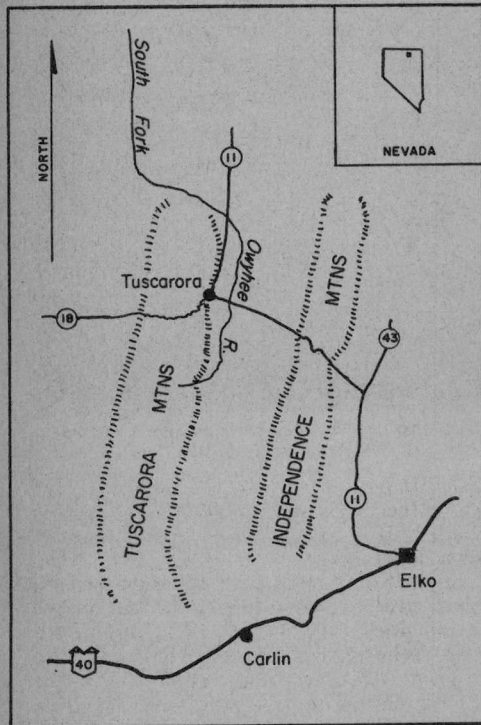 South Fork
NORTH
NEVADA
11
Owyhee R.
MTNS
Tuscarora
18
43
TUSCARORA MTNS
INDEPENDENCE
11
Elko
Carlin
40